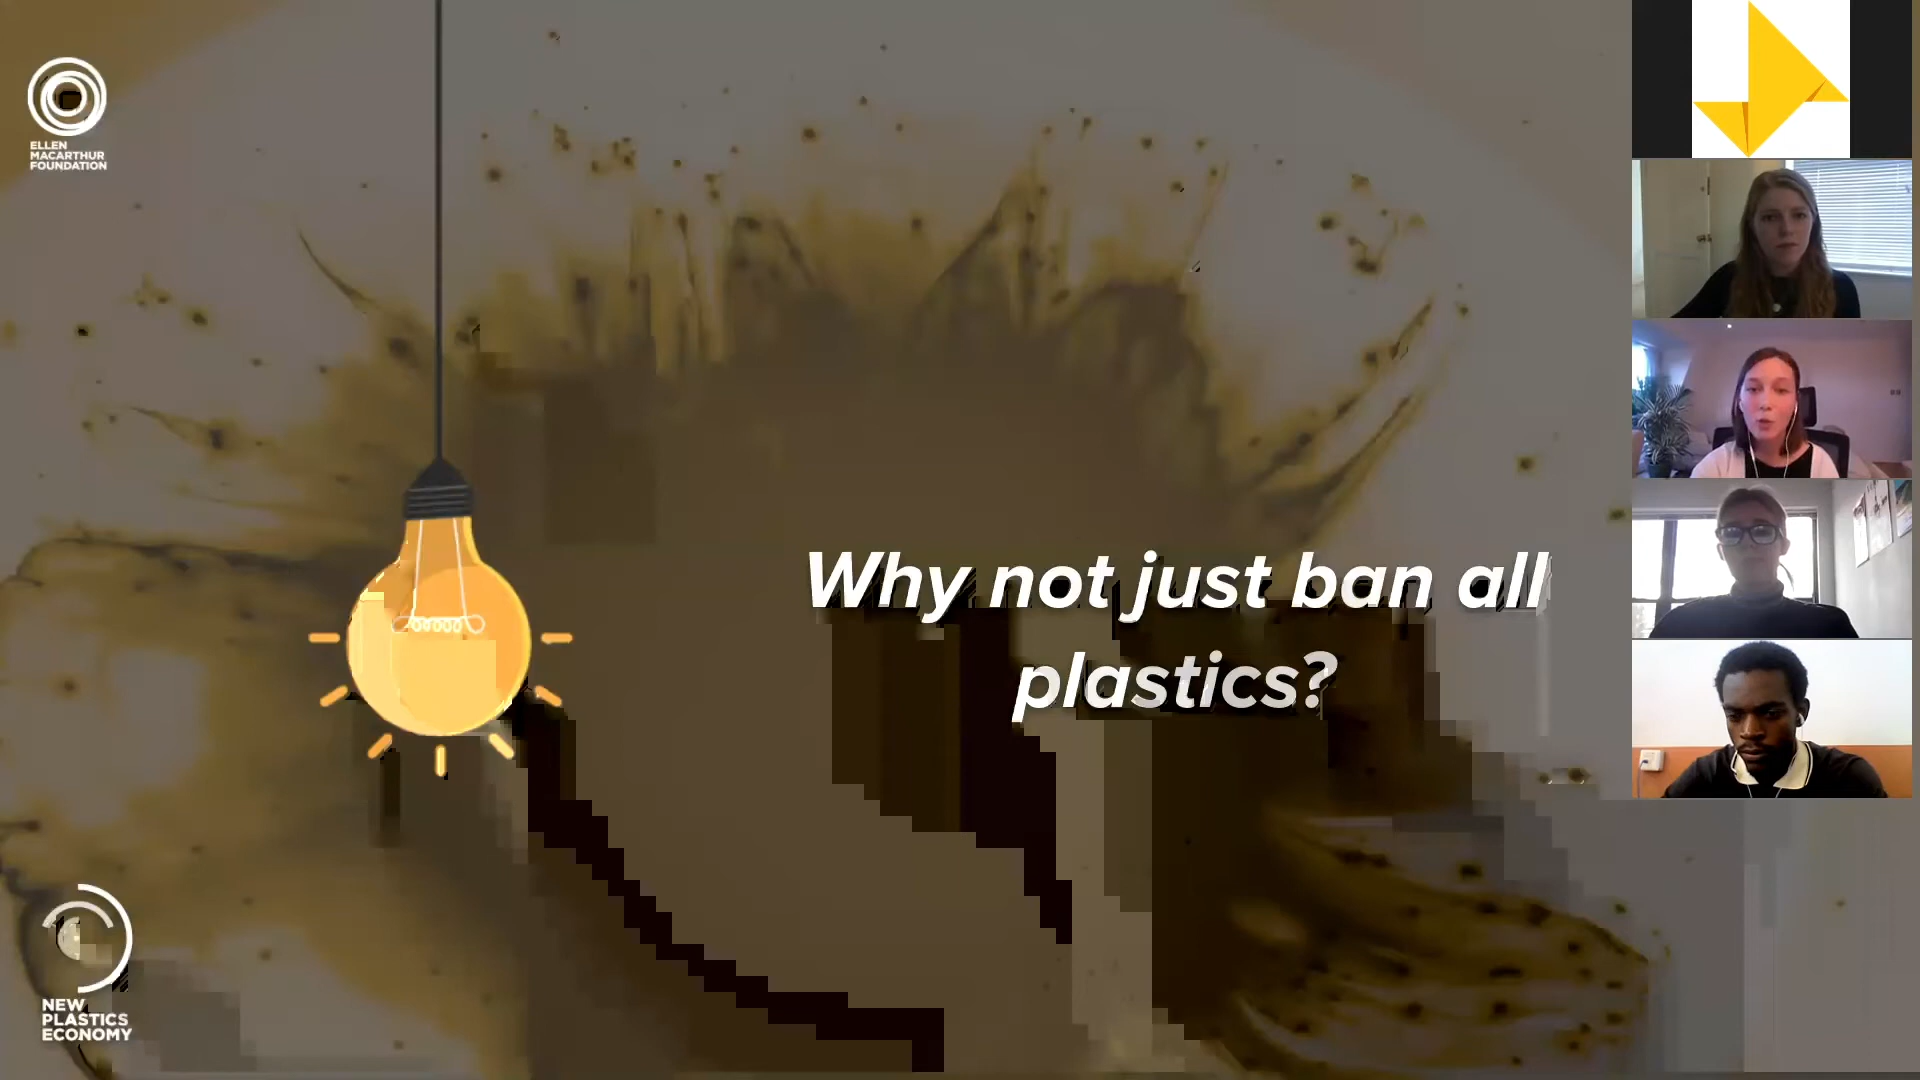 ELLEN
MACARTHUR
FOUNDATION
Why not just ban all
plastics?
NEW
PLASTICS
ECONOMY